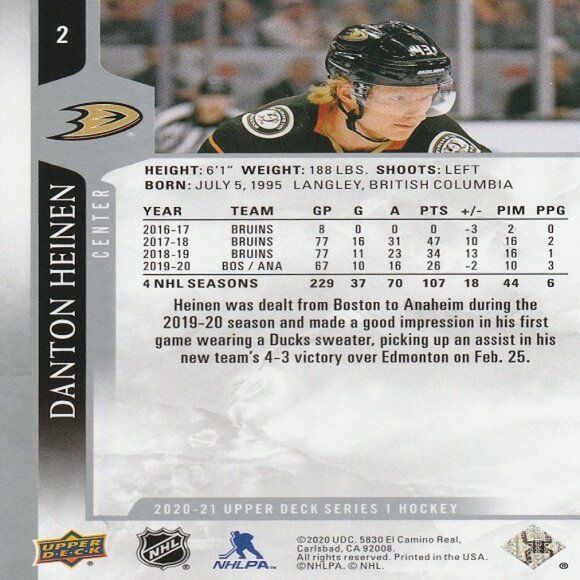 2
DANTON HEINEN
CENTER
HEIGHT: 6'1" WEIGHT: 188 LBS. SHOOTS: LEFT
BORN: JULY 5, 1995 LANGLEY, BRITISH COLUMBIA
YEAR TEAM GP G A PTS +/- PIM PPG
2016-17 BRUINS 8 0 0 0 -3 2 0
2017-18 BRUINS 77 16 31 47 10 16 2
2018-19 BRUINS 77 11 23 34 13 16 1
2019-20 BOS / ANA 67 10 16 26 -2 10 3
4 NHL SEASONS 229 37 70 107 18 44 6
Heinen was dealt from Boston to Anaheim during the
2019-20 season and made a good impression in his first
game wearing a Ducks sweater, picking up an assist in his
new team's 4-3 victory over Edmonton on Feb. 25.
2020-21 UPPER DECK SERIES 1 HOCKEY
UPPER
DECK
NHL
NHLPA
©2020 UDC. 5830 El Camino Real,
Carlsbad, CA 92008.
All rights reserved. Printed in the USA.
©NHLPA. © NHL.